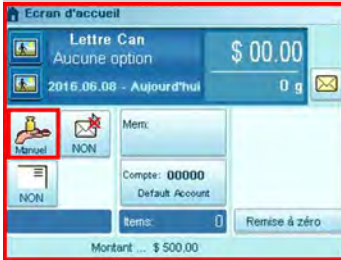 Ecran d'accueil
Lettre Can
Aucune option
$ 00.00
2016.06.08 - Aujourd'hui
0 g
Manuel
NON
Mem:
NON
Compte: 00000
Default Account
Items: 0
Remise à zéro
Montant ... $ 500,00